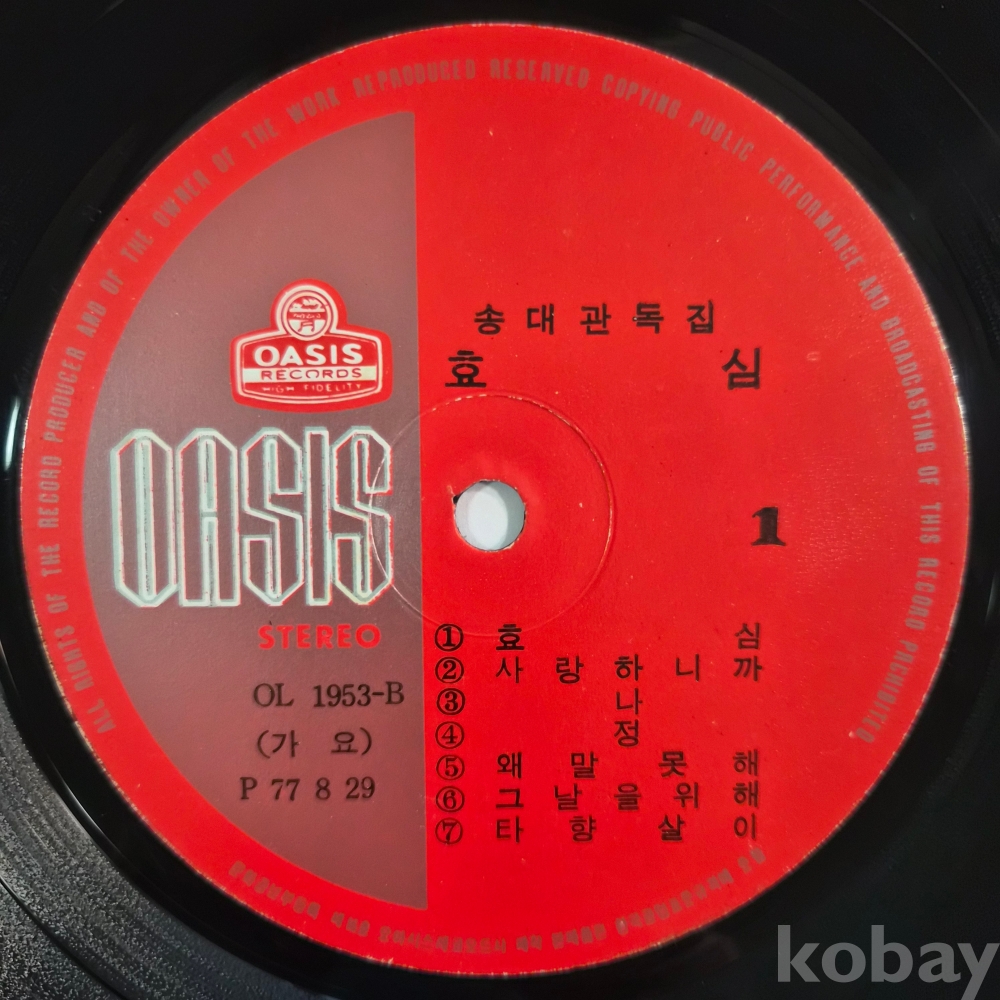 ALL RIGHTS OF THE RECORD PRODUCER AND OF THE OWNER OF THE WORK REPRODUCED RESERVED COPYING PUBLIC PERFORMANCE AND BROADCASTING OF THIS RECORD PROHIBITED
송대관독집
효 심
OASIS
RECORDS
HIGH FIDELITY
OASIS
1
STEREO
OL 1953-B
(가 요)
P 77 8 29
① 효 심
② 사 랑 하 니 까
③ 나
④ 정
⑤ 왜 말 못 해
⑥ 그 날 을 위 해
⑦ 타 향 살 이
kobay